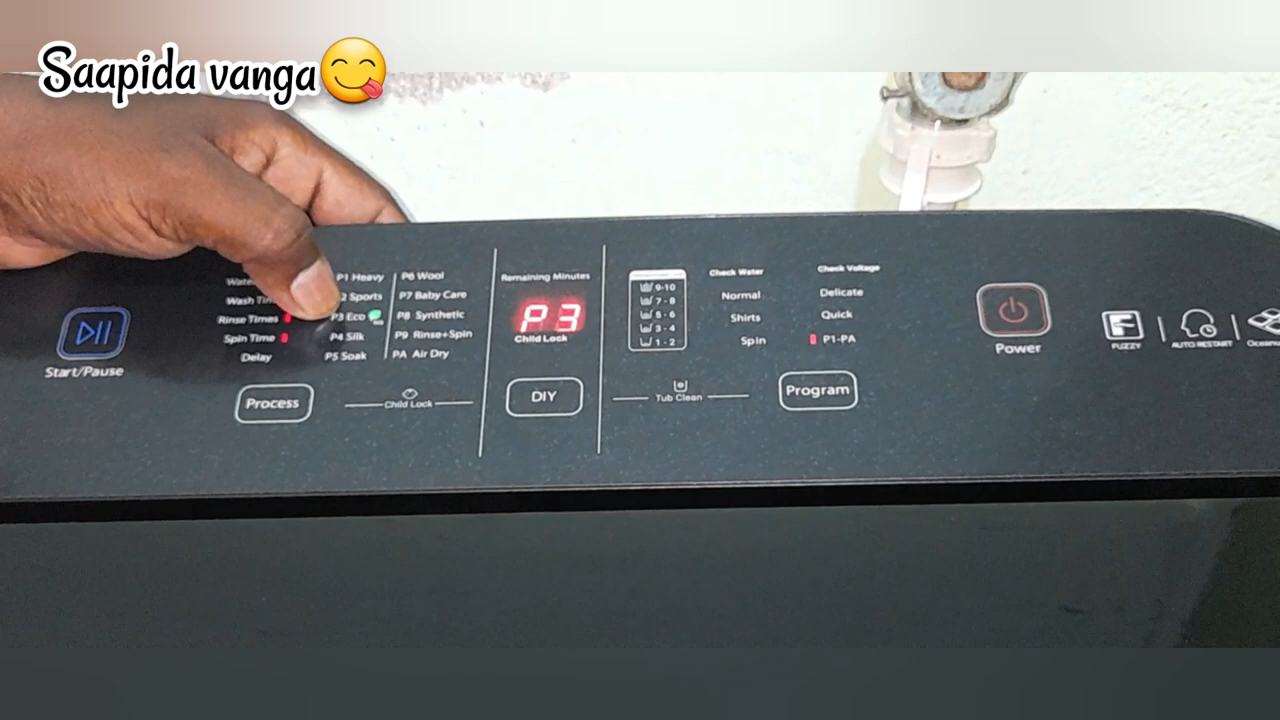 Saapida vanga😋
Wash
Rinse Times
Spin Time
Delay
P1 Heavy
2 Sports
P3 Eco
P4 Silk
P5 Soak
P6 Wool
P7 Baby Care
P8 Synthetic
P9 Rinse+Spin
PA Air Dry
Start/Pause
Process
Child Lock
Remaining Minutes
P3
Child Lock
DIY
9-10
7-8
5-6
3-4
1-2
Check Water
Normal
Shirts
Spin
Check Voltage
Delicate
Quick
P1-PA
Tub Clean
Program
Power
FUZZY
AUTO RESTART